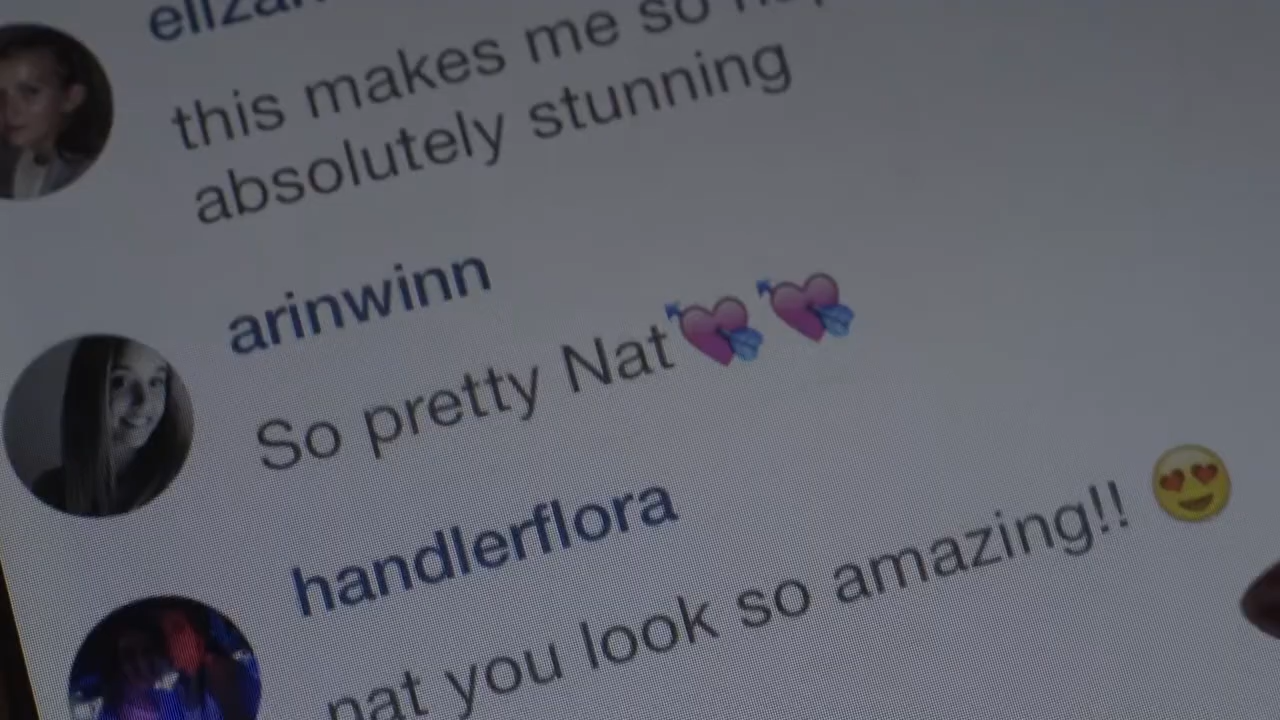 this makes me so
absolutely stunning
arinwinn
So pretty Nat💘💘
handlerflora
nat you look so amazing!! 😍